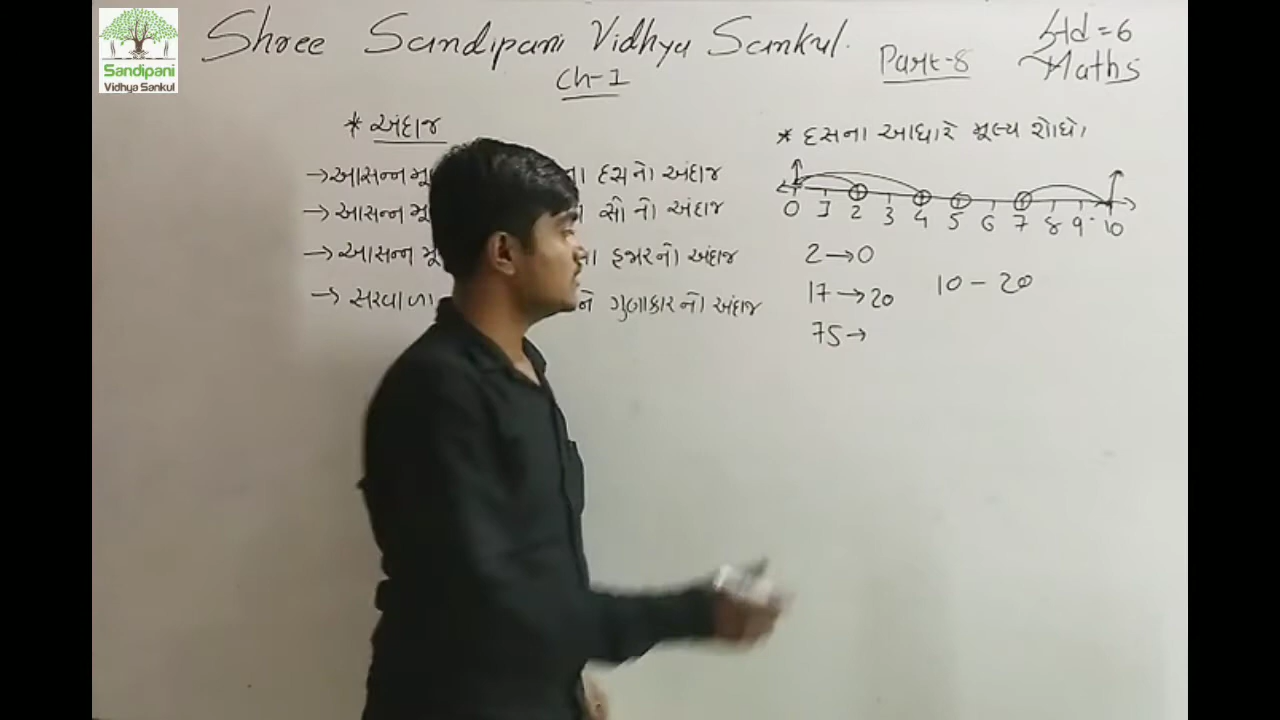 Sandipani
Vidhya Sankul
Shree Sandipani Vidhya Sankul.
Ch-1
Part-8
Std = 6
Maths
* અંદાજ
→ આસન્ન દસનો અંદાજ
→ આસન્ન સો નો અંદાજ
→ આસન્ન હજારનો અંદાજ
→ સરવાળા ને ગુણાકારનો અંદાજ
* દસના આધારે મૂલ્ય શોધો.
0 1 2 3 4 5 6 7 8 9 10
2 → 0
17 → 20 10 - 20
75 →